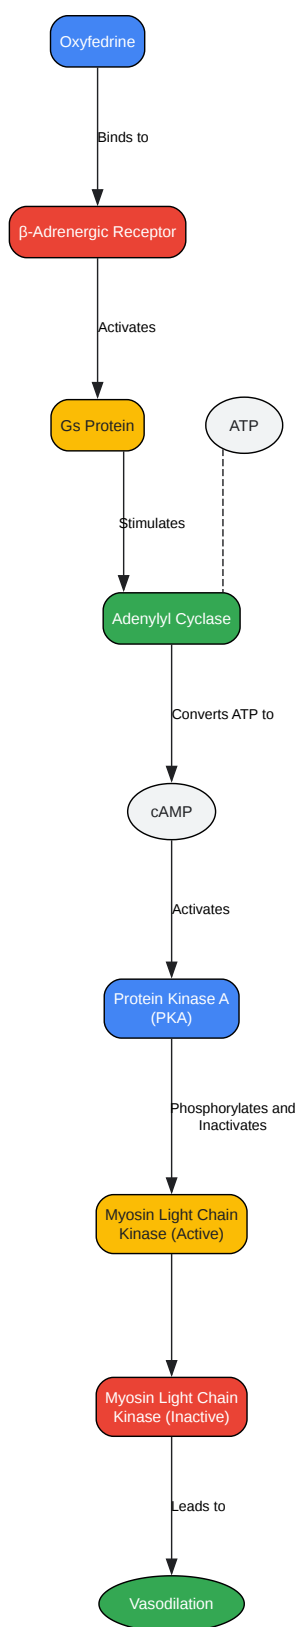 Oxyfedrine
Binds to
β-Adrenergic Receptor
Activates
Gs Protein
ATP
Stimulates
Adenylyl Cyclase
Converts ATP to
cAMP
Activates
Protein Kinase A
(PKA)
Phosphorylates and
Inactivates
Myosin Light Chain
Kinase (Active)
Myosin Light Chain
Kinase (Inactive)
Leads to
Vasodilation